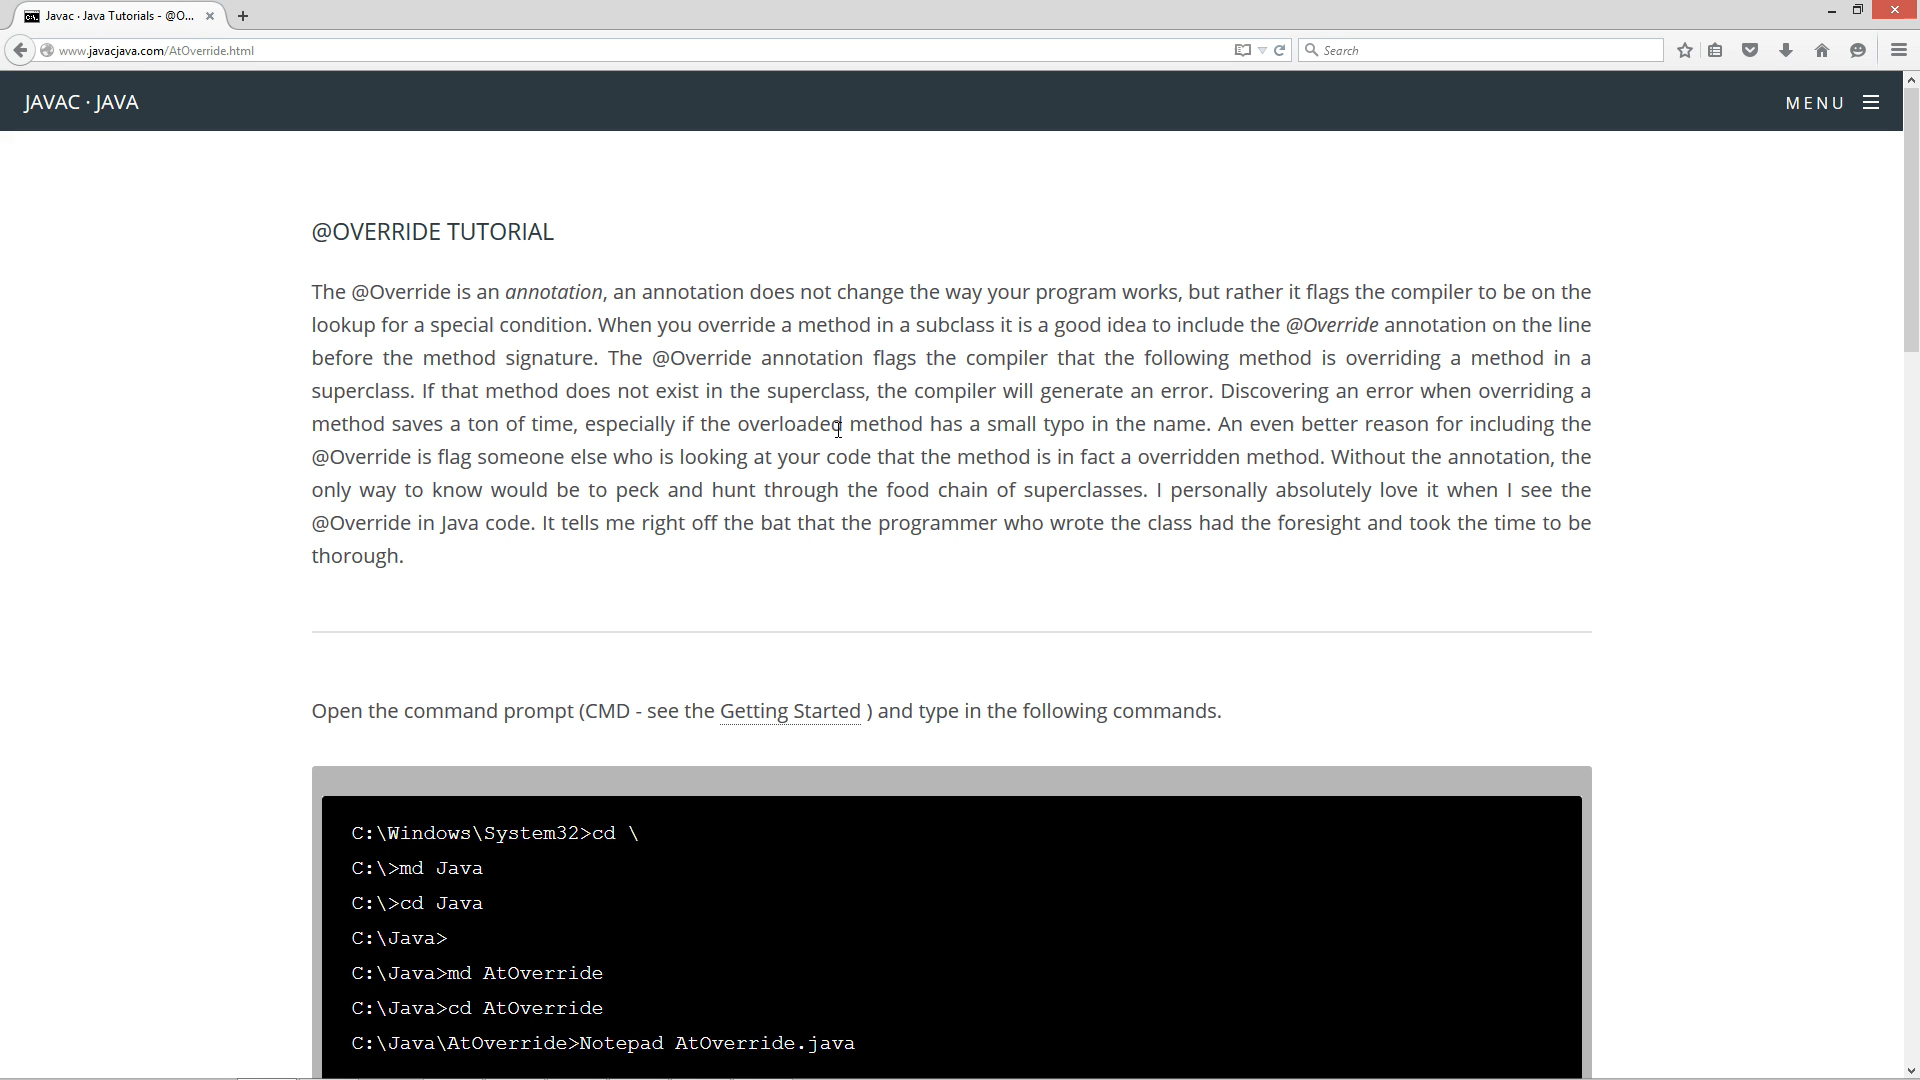 Javac · Java Tutorials - @O...
www.javacjava.com/AtOverride.html
Search
JAVAC · JAVA
MENU
@OVERRIDE TUTORIAL
The @Override is an annotation, an annotation does not change the way your program works, but rather it flags the compiler to be on the
lookup for a special condition. When you override a method in a subclass it is a good idea to include the @Override annotation on the line
before the method signature. The @Override annotation flags the compiler that the following method is overriding a method in a
superclass. If that method does not exist in the superclass, the compiler will generate an error. Discovering an error when overriding a
method saves a ton of time, especially if the overloaded method has a small typo in the name. An even better reason for including the
@Override is flag someone else who is looking at your code that the method is in fact a overridden method. Without the annotation, the
only way to know would be to peck and hunt through the food chain of superclasses. I personally absolutely love it when I see the
@Override in Java code. It tells me right off the bat that the programmer who wrote the class had the foresight and took the time to be
thorough.
Open the command prompt (CMD - see the Getting Started ) and type in the following commands.
C:\Windows\System32>cd \
C:\>md Java
C:\>cd Java
C:\Java>
C:\Java>md AtOverride
C:\Java>cd AtOverride
C:\Java\AtOverride>Notepad AtOverride.java